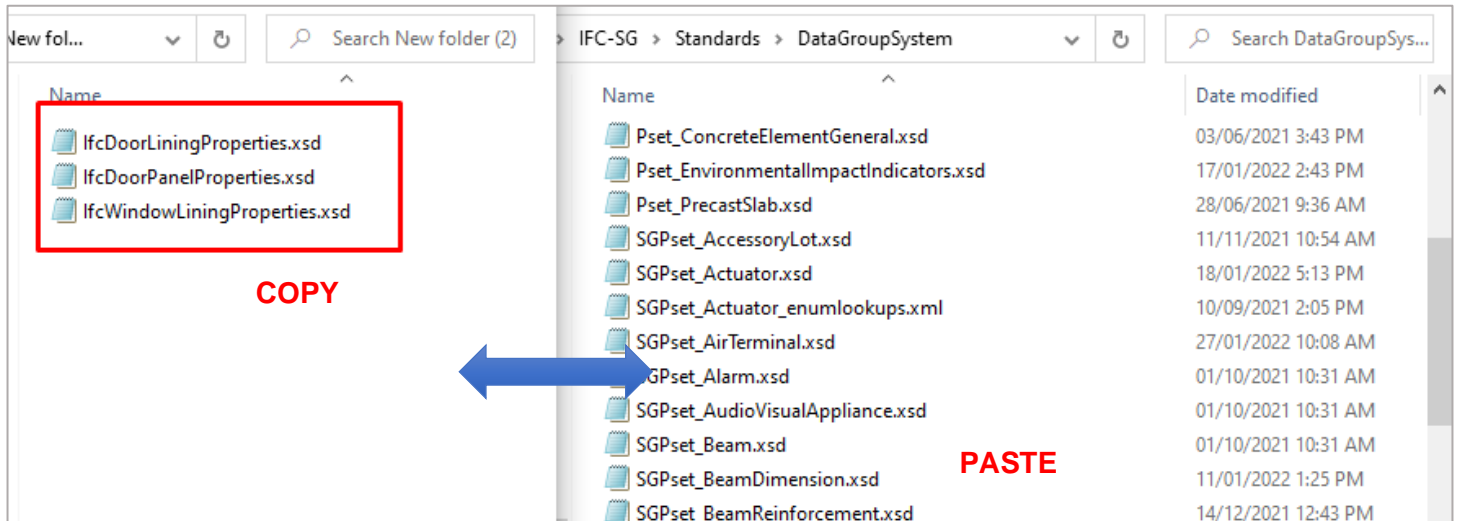 New fol...
Search New folder (2)
Name
IfcDoorLiningProperties.xsd
IfcDoorPanelProperties.xsd
IfcWindowLiningProperties.xsd
COPY
IFC-SG > Standards > DataGroupSystem
Search DataGroupSys...
Name Date modified
Pset_ConcreteElementGeneral.xsd 03/06/2021 3:43 PM
Pset_EnvironmentalImpactIndicators.xsd 17/01/2022 2:43 PM
Pset_PrecastSlab.xsd 28/06/2021 9:36 AM
SGPset_AccessoryLot.xsd 11/11/2021 10:54 AM
SGPset_Actuator.xsd 18/01/2022 5:13 PM
SGPset_Actuator_enumlookups.xml 10/09/2021 2:05 PM
SGPset_AirTerminal.xsd 27/01/2022 10:08 AM
SGPset_Alarm.xsd 01/10/2021 10:31 AM
SGPset_AudioVisualAppliance.xsd 01/10/2021 10:31 AM
SGPset_Beam.xsd 01/10/2021 10:31 AM
PASTE
SGPset_BeamDimension.xsd 11/01/2022 1:25 PM
SGPset_BeamReinforcement.xsd 14/12/2021 12:43 PM